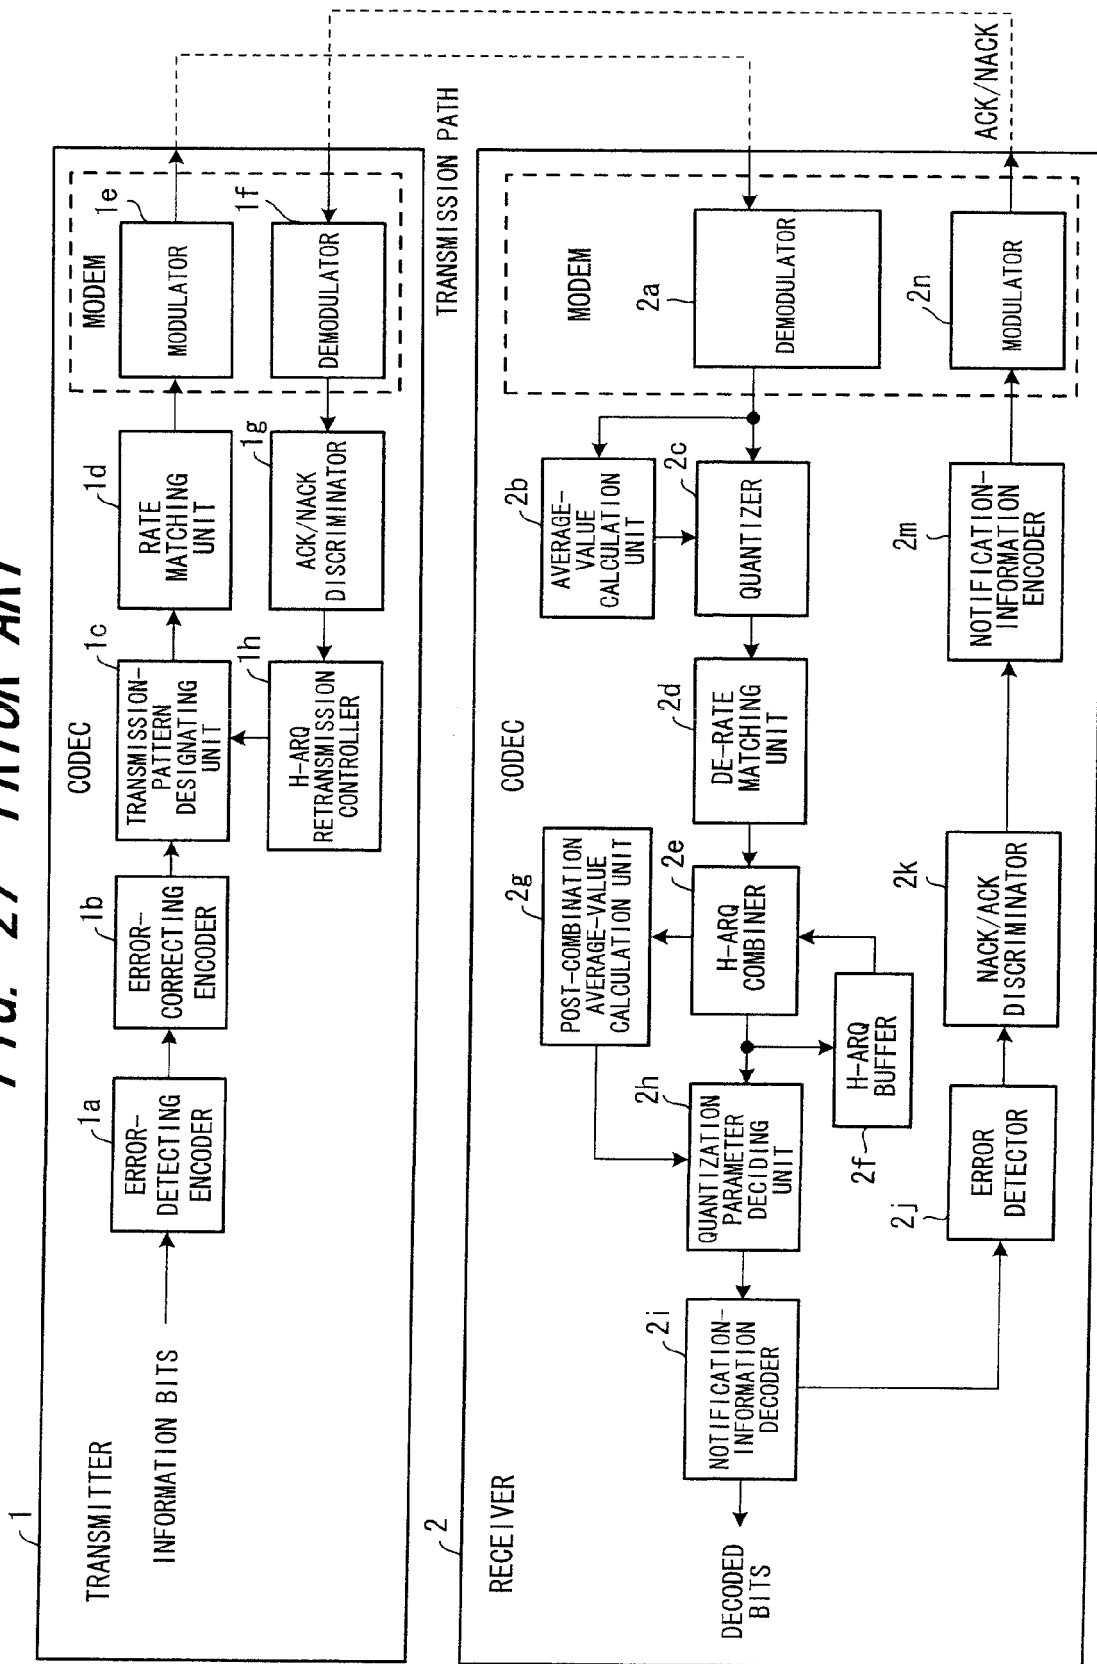 FIG. 27 PRIOR ART
1
TRANSMITTER
INFORMATION BITS
1a
ERROR-
DETECTING
ENCODER
1b
ERROR-
CORRECTING
ENCODER
CODEC
1c
TRANSMISSION-
PATTERN
DESIGNATING
UNIT
1h
H-ARQ
RETRANSMISSION
CONTROLLER
1d
RATE
MATCHING
UNIT
1g
ACK/NACK
DISCRIMINATOR
MODEM
1e
MODULATOR
1f
DEMODULATOR
TRANSMISSION PATH
ACK/NACK
2
RECEIVER
DECODED
BITS
2i
NOTIFICATION-
INFORMATION
DECODER
2h
QUANTIZATION
PARAMETER
DECIDING
UNIT
2g
POST-COMBINATION
AVERAGE-VALUE
CALCULATION UNIT
2e
H-ARQ
COMBINER
2f
H-ARQ
BUFFER
CODEC
2d
DE-RATE
MATCHING
UNIT
2b
AVERAGE-
VALUE
CALCULATION
UNIT
2c
QUANTIZER
MODEM
2a
DEMODULATOR
2j
ERROR
DETECTOR
2k
NACK/ACK
DISCRIMINATOR
2m
NOTIFICATION-
INFORMATION
ENCODER
2n
MODULATOR